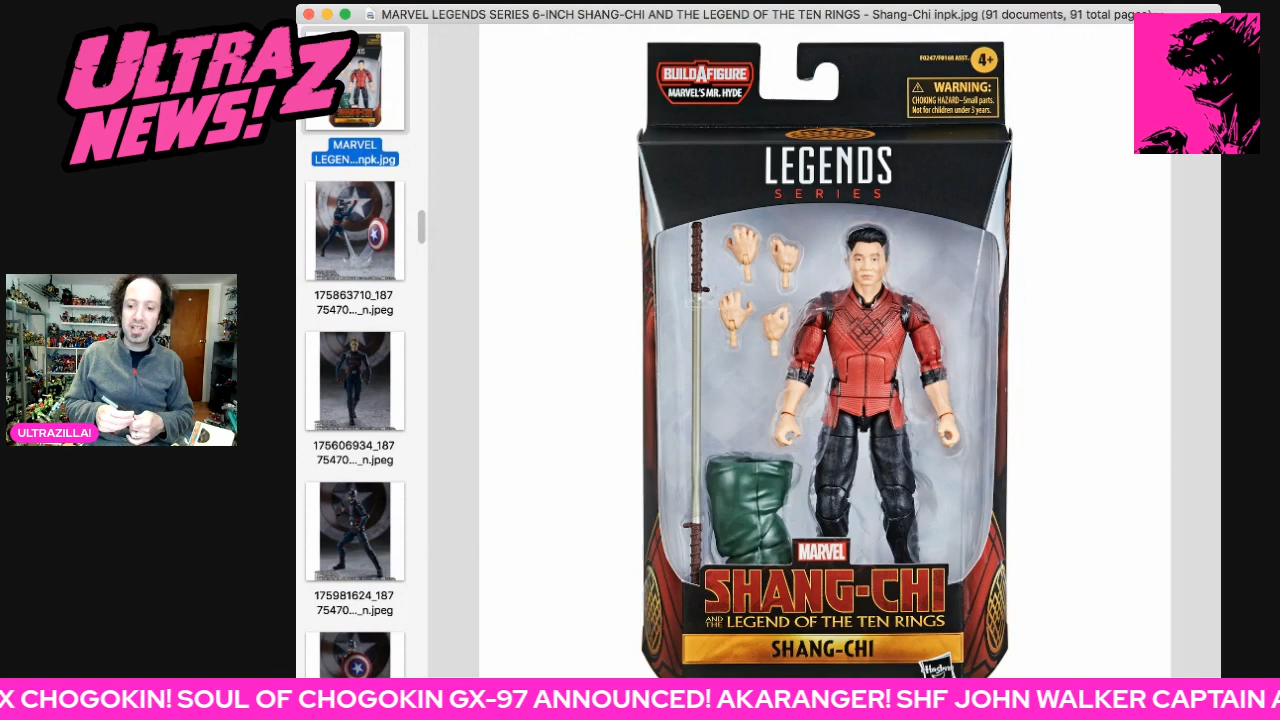 MARVEL LEGENDS SERIES 6-INCH SHANG-CHI AND THE LEGEND OF THE TEN RINGS - Shang-Chi inpk.jpg (91 documents, 91 total pages)
ULTRA Z
NEWS!
MARVEL
LEGEN...npk.jpg
175863710_187
75470..._n.jpeg
175606934_187
75470..._n.jpeg
175981624_187
75470..._n.jpeg
ULTRAZILLA!
BUILD A FIGURE
MARVEL'S MR. HYDE
F0247/F0168 ASST.
4+
WARNING:
CHOKING HAZARD–Small parts.
Not for children under 3 years.
LEGENDS
SERIES
MARVEL
SHANG-CHI
AND THE LEGEND OF THE TEN RINGS
SHANG-CHI
Hasbro
X CHOGOKIN! SOUL OF CHOGOKIN GX-97 ANNOUNCED! AKARANGER! SHF JOHN WALKER CAPTAIN A